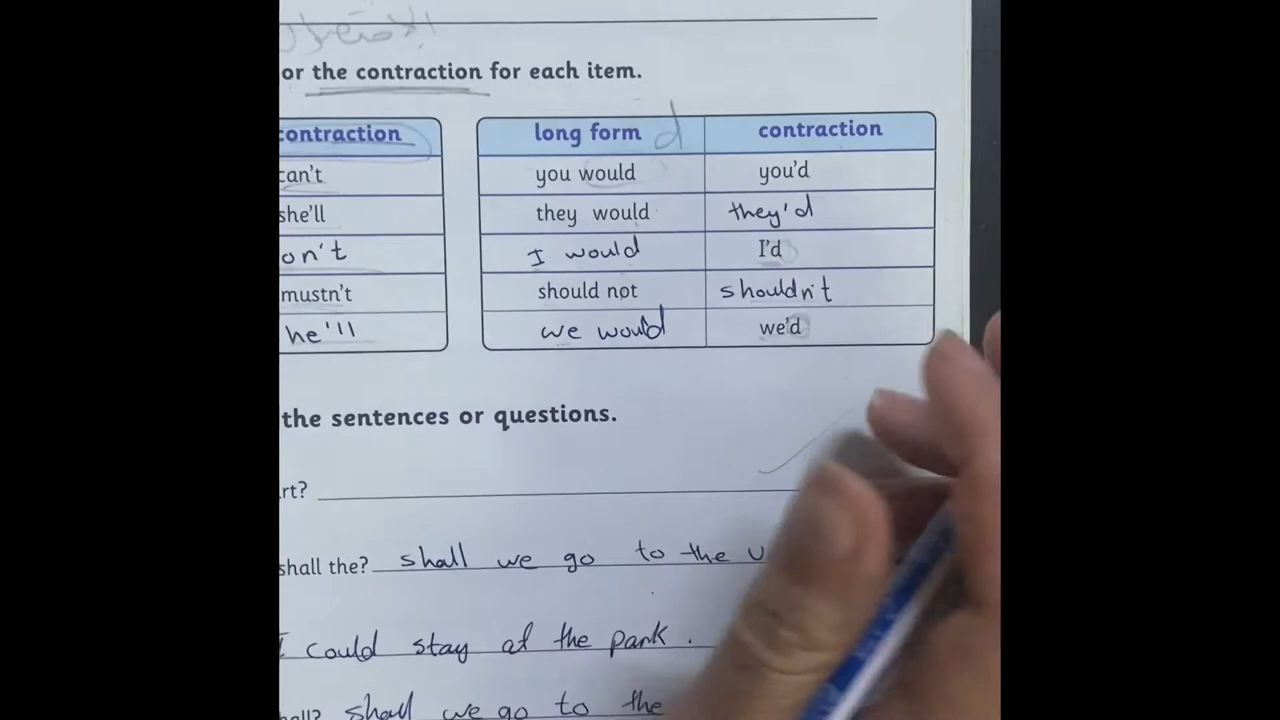 or the contraction for each item.
contraction
can't
she'll
on't
mustn't
he'll
long form d contraction
you would you'd
they would they'd
I would I'd
should not shouldn't
we would we'd
the sentences or questions.
rt?
shall the? shall we go to the
I could stay at the park.
hall? shall we go to the